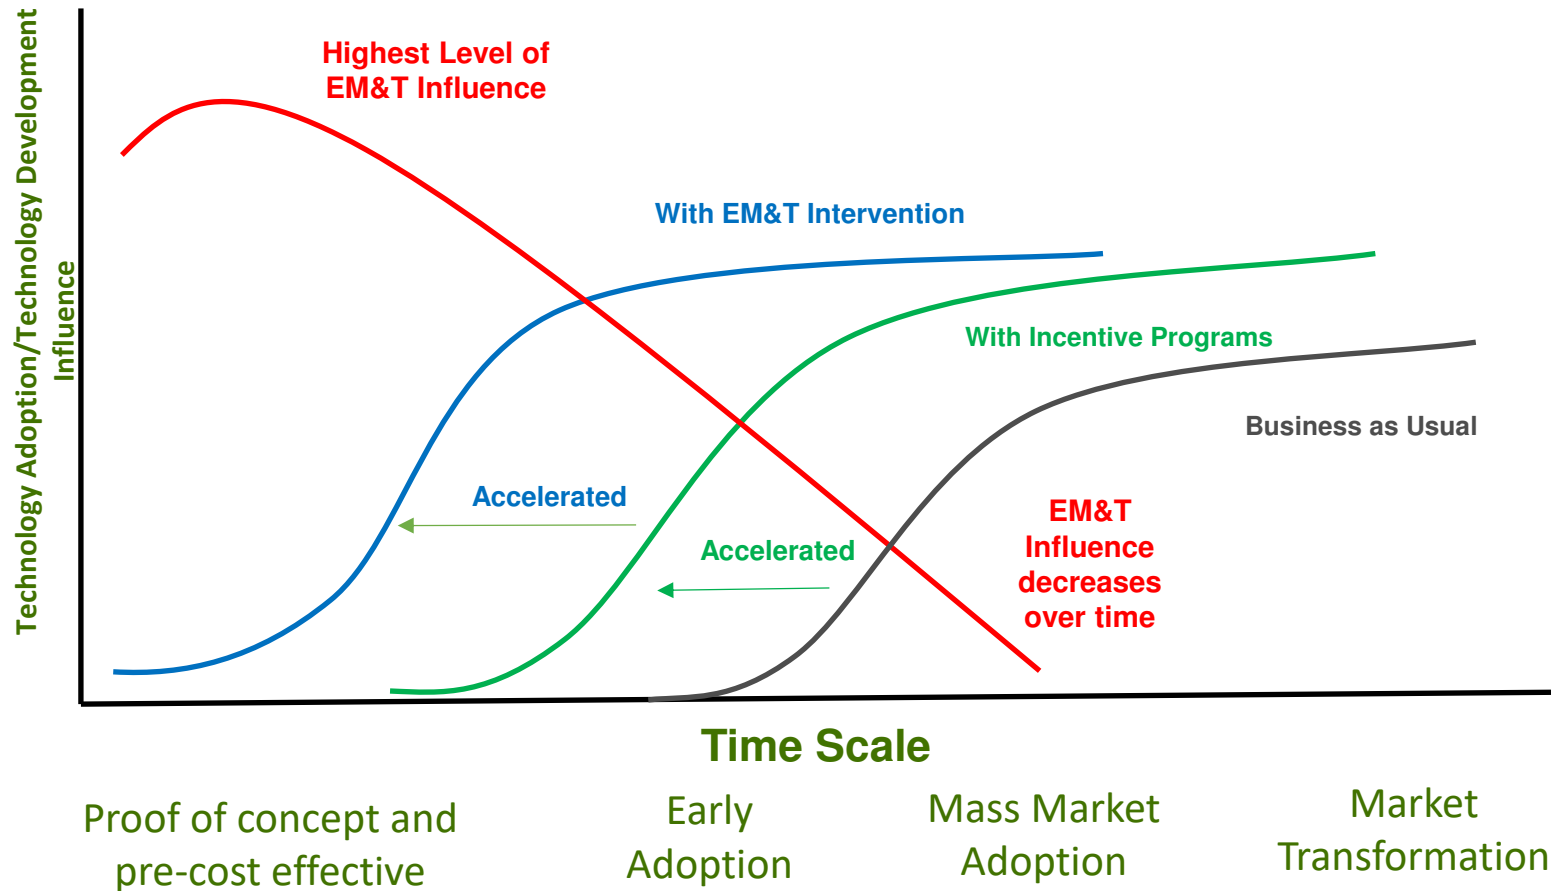 Technology Adoption/Technology Development
Influence
Highest Level of
EM&T Influence
With EM&T Intervention
With Incentive Programs
Business as Usual
Accelerated
Accelerated
EM&T
Influence
decreases
over time
Time Scale
Proof of concept and
pre-cost effective
Early
Adoption
Mass Market
Adoption
Market
Transformation